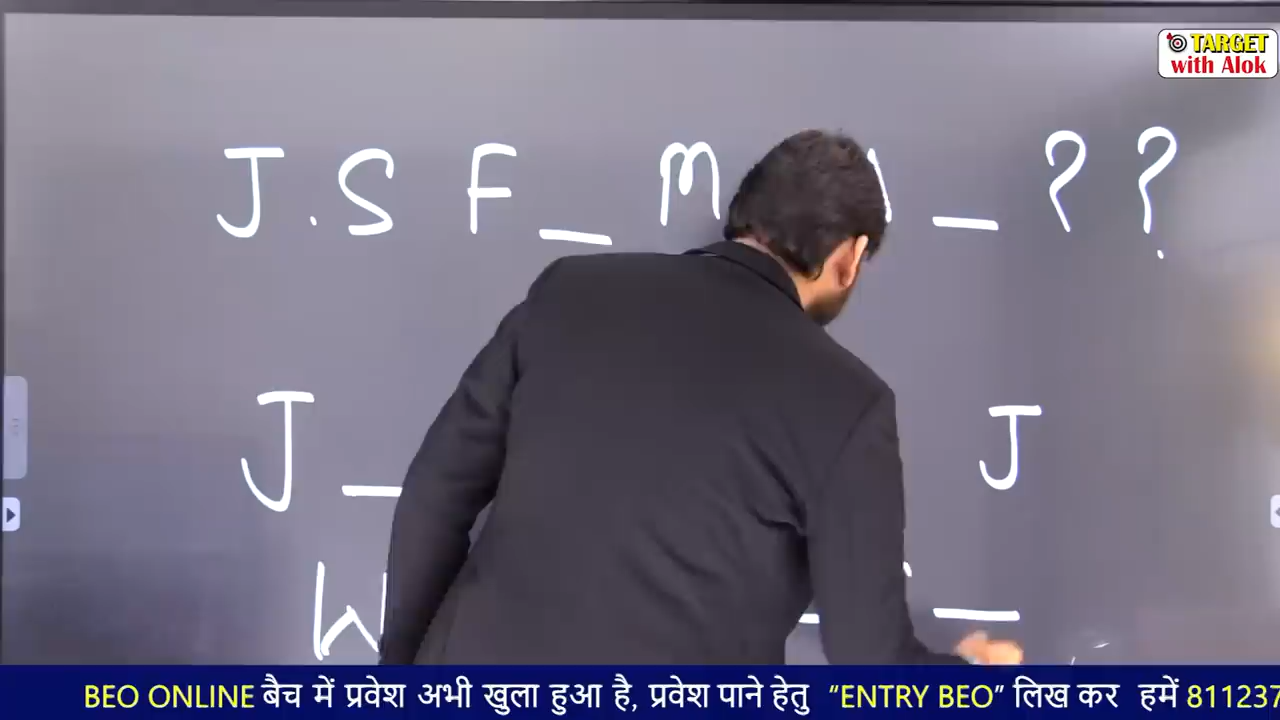 TARGET
with Alok
J.S F _ M _ ? ?
J _ J
W _ _
BEO ONLINE बैच में प्रवेश अभी खुला हुआ है, प्रवेश पाने हेतु “ENTRY BEO” लिख कर हमें 811237